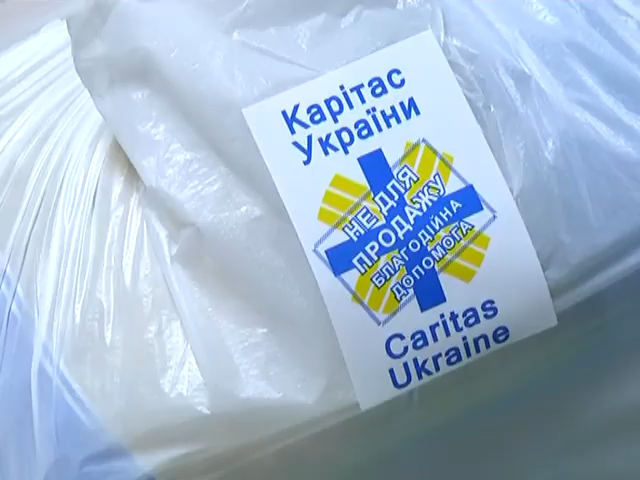 Карітас
України
НЕ ДЛЯ
ПРОДАЖУ
БЛАГОДІЙНА
ДОПОМОГА
Caritas
Ukraine